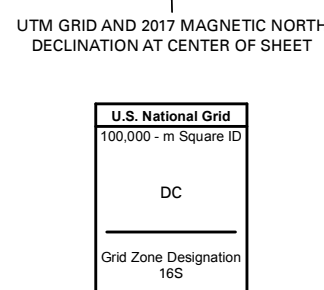 UTM GRID AND 2017 MAGNETIC NORTH
DECLINATION AT CENTER OF SHEET
U.S. National Grid
100,000 - m Square ID
DC
Grid Zone Designation
16S